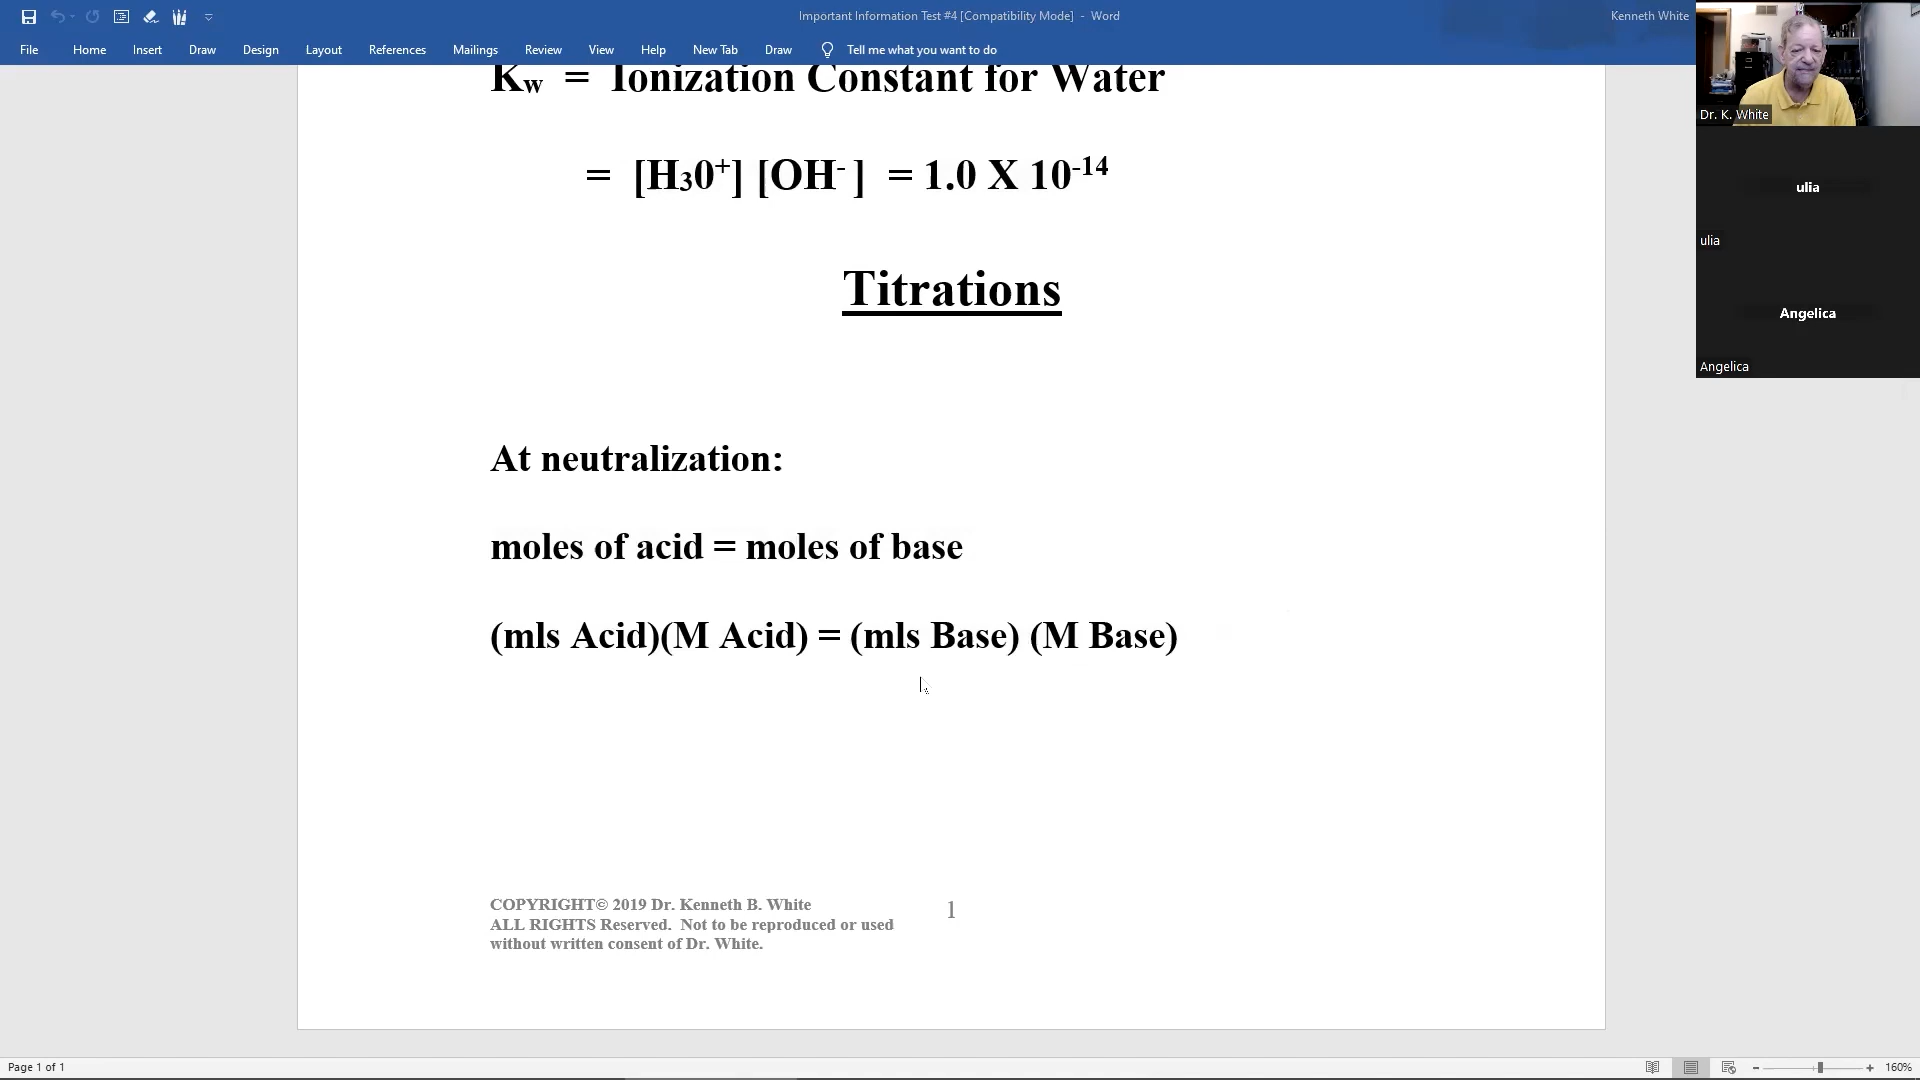 Important Information Test #4 [Compatibility Mode] - Word
Kenneth White
File Home Insert Draw Design Layout References Mailings Review View Help New Tab Draw Tell me what you want to do
Kw = Ionization Constant for Water
= [H₃0⁺] [OH⁻ ] = 1.0 X 10⁻¹⁴
Titrations
At neutralization:
moles of acid = moles of base
(mls Acid)(M Acid) = (mls Base) (M Base)
COPYRIGHT© 2019 Dr. Kenneth B. White
ALL RIGHTS Reserved. Not to be reproduced or used
without written consent of Dr. White.
1
Dr. K. White
ulia
ulia
Angelica
Angelica
Page 1 of 1
160%